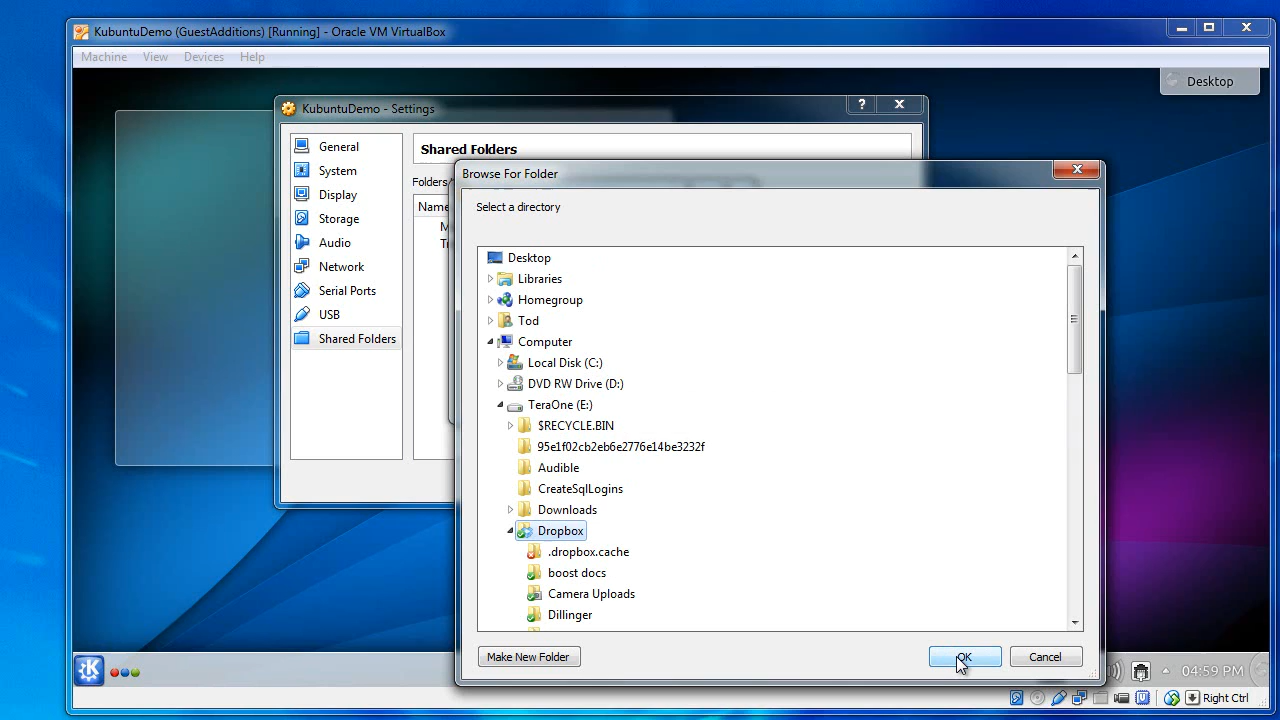 KubuntuDemo (GuestAdditions) [Running] - Oracle VM VirtualBox
Machine View Devices Help
Desktop
KubuntuDemo - Settings
General
System
Display
Storage
Audio
Network
Serial Ports
USB
Shared Folders
Shared Folders
Folders
Name
Browse For Folder
Select a directory
Desktop
Libraries
Homegroup
Tod
Computer
Local Disk (C:)
DVD RW Drive (D:)
TeraOne (E:)
$RECYCLE.BIN
95e1f02cb2eb6e2776e14be3232f
Audible
CreateSqlLogins
Downloads
Dropbox
.dropbox.cache
boost docs
Camera Uploads
Dillinger
Make New Folder OK Cancel
04:59 PM
Right Ctrl